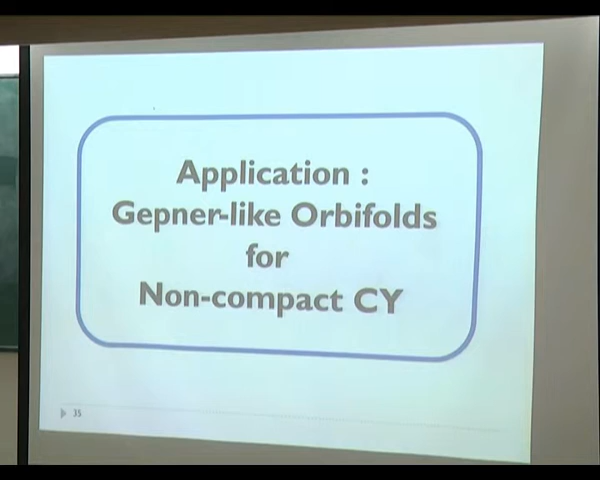 Application :
Gepner-like Orbifolds
for
Non-compact CY
35